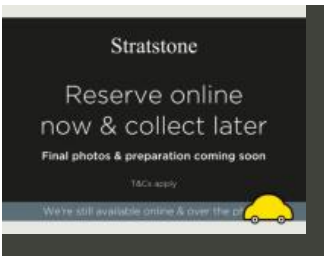 Stratstone
Reserve online
now & collect later
Final photos & preparation coming soon
T&Cs apply
We're still available online & over the